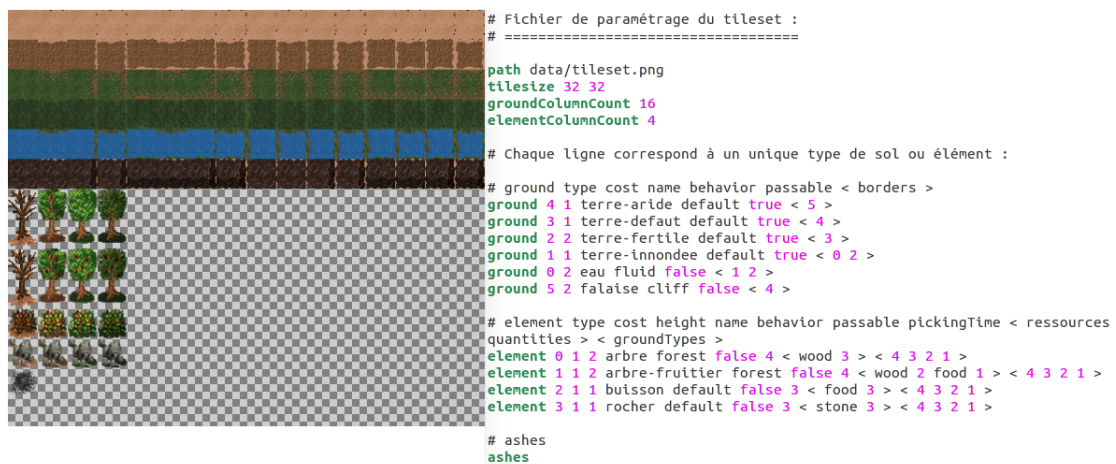 # Fichier de paramétrage du tileset :
# ===================================
path data/tileset.png
tilesize 32 32
groundColumnCount 16
elementColumnCount 4
# Chaque ligne correspond à un unique type de sol ou élément :
# ground type cost name behavior passable < borders >
ground 4 1 terre-aride default true < 5 >
ground 3 1 terre-defaut default true < 4 >
ground 2 2 terre-fertile default true < 3 >
ground 1 1 terre-innondee default true < 0 2 >
ground 0 2 eau fluid false < 1 2 >
ground 5 2 falaise cliff false < 4 >
# element type cost height name behavior passable pickingTime < ressources
quantities > < groundTypes >
element 0 1 2 arbre forest false 4 < wood 3 > < 4 3 2 1 >
element 1 1 2 arbre-fruitier forest false 4 < wood 2 food 1 > < 4 3 2 1 >
element 2 1 1 buisson default false 3 < food 3 > < 4 3 2 1 >
element 3 1 1 rocher default false 3 < stone 3 > < 4 3 2 1 >
# ashes
ashes